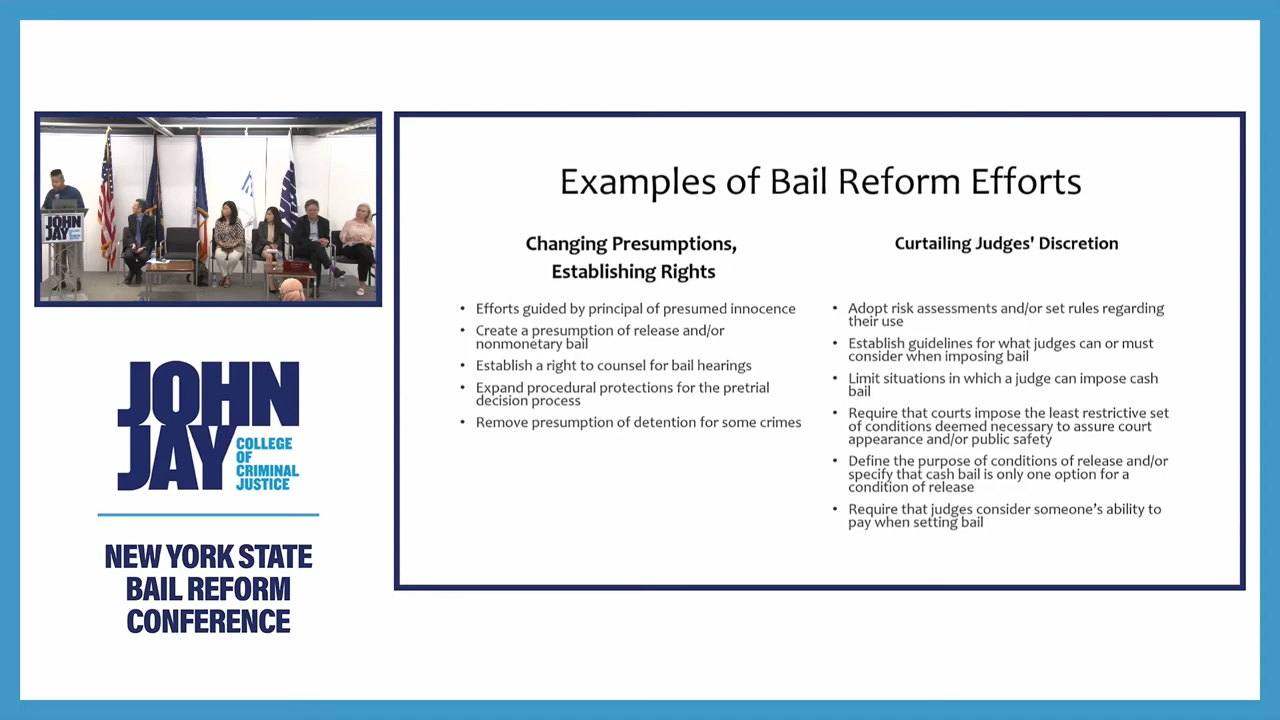 JOHN
JAY
COLLEGE
OF
CRIMINAL
JUSTICE
NEW YORK STATE
BAIL REFORM
CONFERENCE
JOHN
JAY
Examples of Bail Reform Efforts
Changing Presumptions,
Establishing Rights
• Efforts guided by principal of presumed innocence
• Create a presumption of release and/or
nonmonetary bail
• Establish a right to counsel for bail hearings
• Expand procedural protections for the pretrial
decision process
• Remove presumption of detention for some crimes
Curtailing Judges' Discretion
• Adopt risk assessments and/or set rules regarding
their use
• Establish guidelines for what judges can or must
consider when imposing bail
• Limit situations in which a judge can impose cash
bail
• Require that courts impose the least restrictive set
of conditions deemed necessary to assure court
appearance and/or public safety
• Define the purpose of conditions of release and/or
specify that cash bail is only one option for a
condition of release
• Require that judges consider someone’s ability to
pay when setting bail